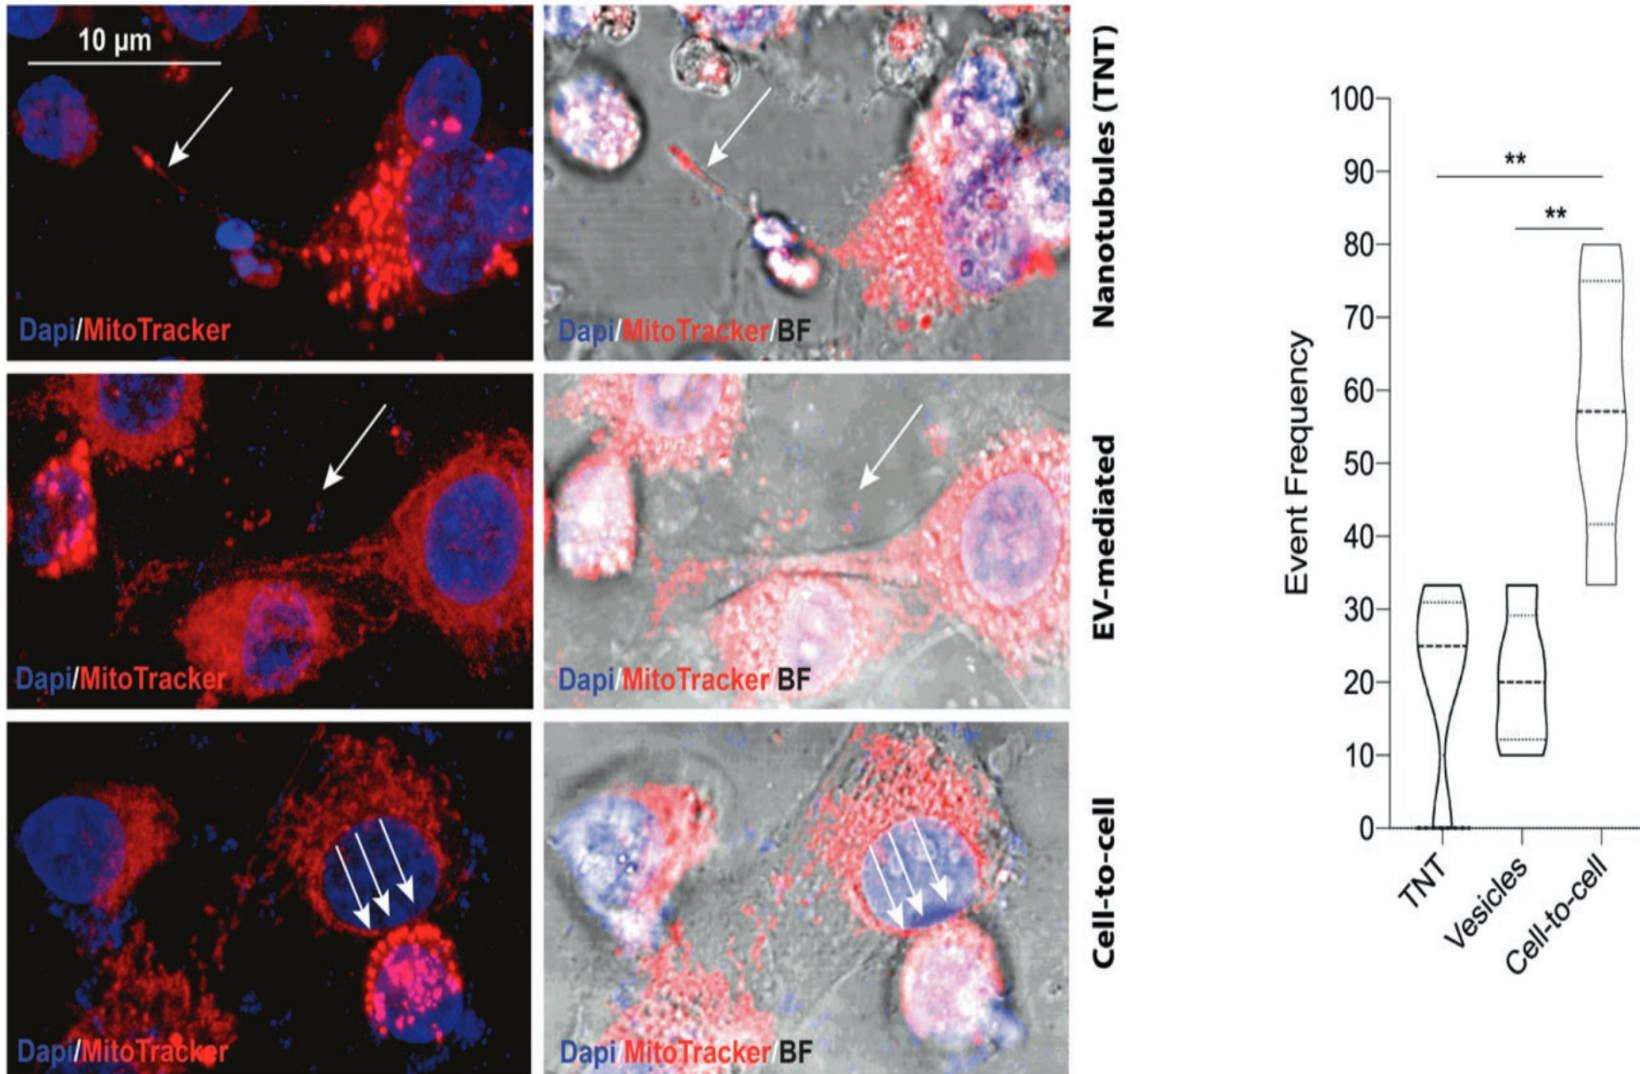 10 µm
Dapi/MitoTracker
Dapi/MitoTracker/BF
Nanotubules (TNT)
Dapi/MitoTracker
Dapi/MitoTracker/BF
EV-mediated
Dapi/MitoTracker
Dapi/MitoTracker/BF
Cell-to-cell
Event Frequency
100
90
80
70
60
50
40
30
20
10
0
**
**
TNT
Vesicles
Cell-to-cell